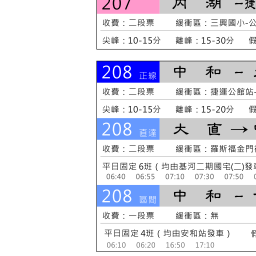 207 內 湖 -捷
收費：二段票 緩衝區：三興國小-公
尖峰：10-15分 離峰：15-30分 假
208 正線 中 和 -
收費：二段票 緩衝區：捷運公館站-
尖峰：10-15分 離峰：15-20分 假
208 直達 大 直 →
收費：二段票 緩衝區：羅斯福金門街
平日固定 6班（均由基河二期國宅(二)發車
06:40 06:55 07:10 07:30 07:50
208 區間 中 和 -
收費：一段票 緩衝區：無
平日固定 4班（均由安和站發車） 假
06:10 06:20 16:50 17:10